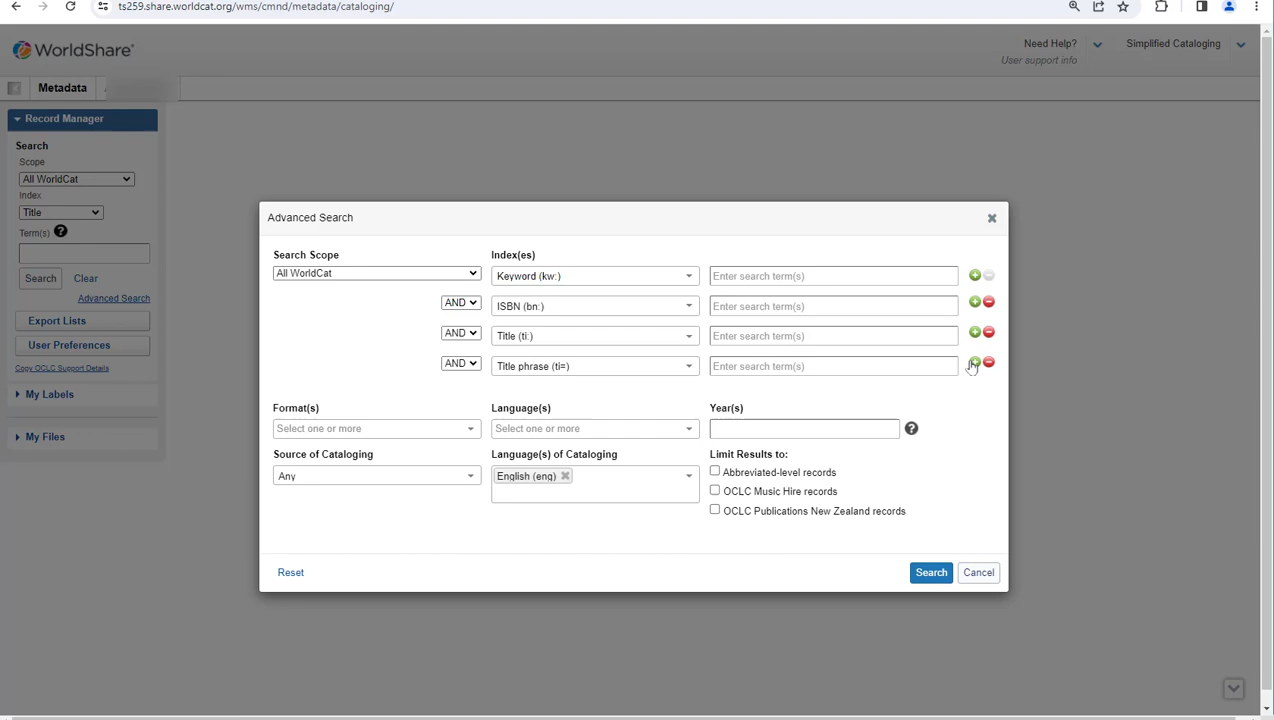 ts259.share.worldcat.org/wms/cmnd/metadata/cataloging/
WorldShare®
Need Help?
User support info
Simplified Cataloging
Metadata
Record Manager
Search
Scope
All WorldCat
Index
Title
Term(s) ?
Search Clear
Advanced Search
Export Lists
User Preferences
Copy OCLC Support Details
My Labels
My Files
Advanced Search
Search Scope Index(es)
All WorldCat Keyword (kw:) Enter search term(s)
AND ISBN (bn:) Enter search term(s)
AND Title (ti:) Enter search term(s)
AND Title phrase (ti=) Enter search term(s)
Format(s) Language(s) Year(s)
Select one or more Select one or more ?
Source of Cataloging Language(s) of Cataloging Limit Results to:
Any English (eng) Abbreviated-level records
OCLC Music Hire records
OCLC Publications New Zealand records
Reset Search Cancel